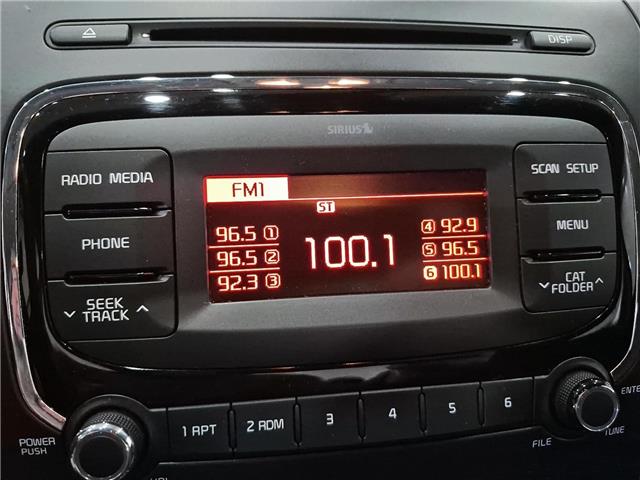 DISP
SIRIUS
RADIO MEDIA
FM1
SCAN SETUP
ST
96.5 1
4 92.9
PHONE
96.5 2
100.1
5 96.5
MENU
92.3 3
6 100.1
SEEK
TRACK
CAT
FOLDER
POWER
PUSH
1 RPT
2 RDM
3
4
5
6
FILE
TUNE